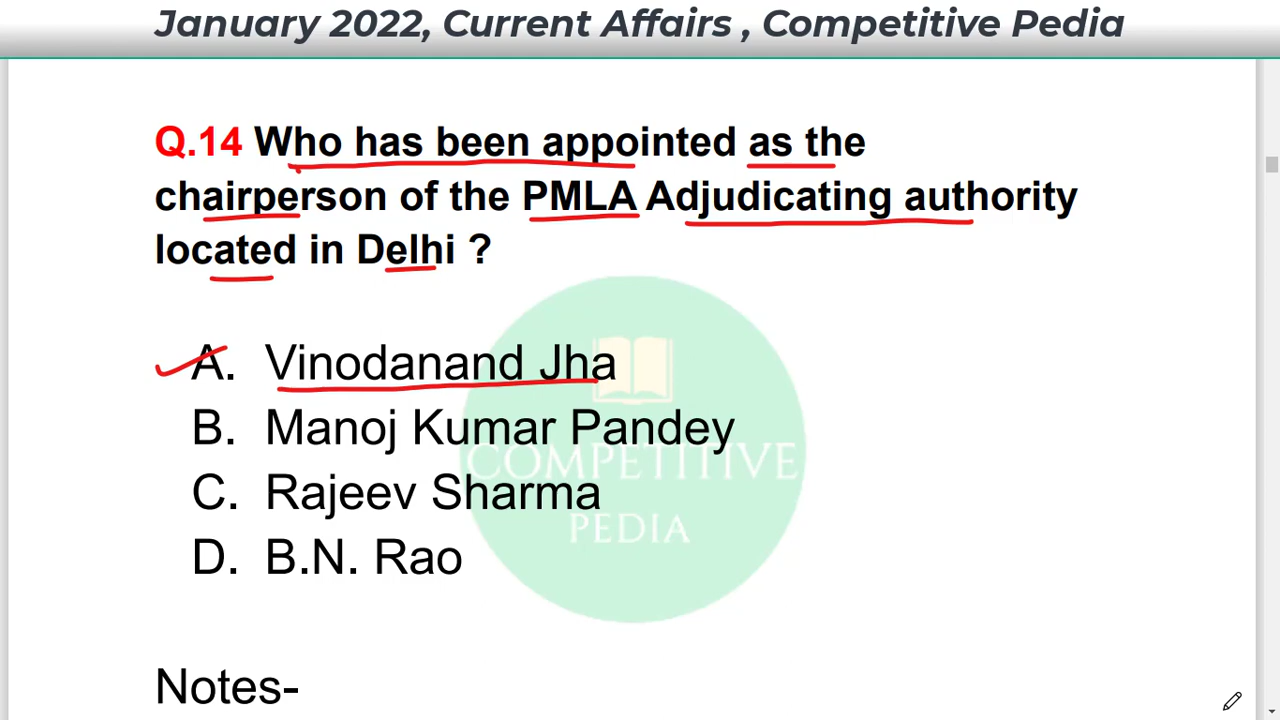 January 2022, Current Affairs , Competitive Pedia
Q.14 Who has been appointed as the
chairperson of the PMLA Adjudicating authority
located in Delhi ?
A. Vinodanand Jha
B. Manoj Kumar Pandey
C. Rajeev Sharma
D. B.N. Rao
COMPETITIVE
PEDIA
Notes-